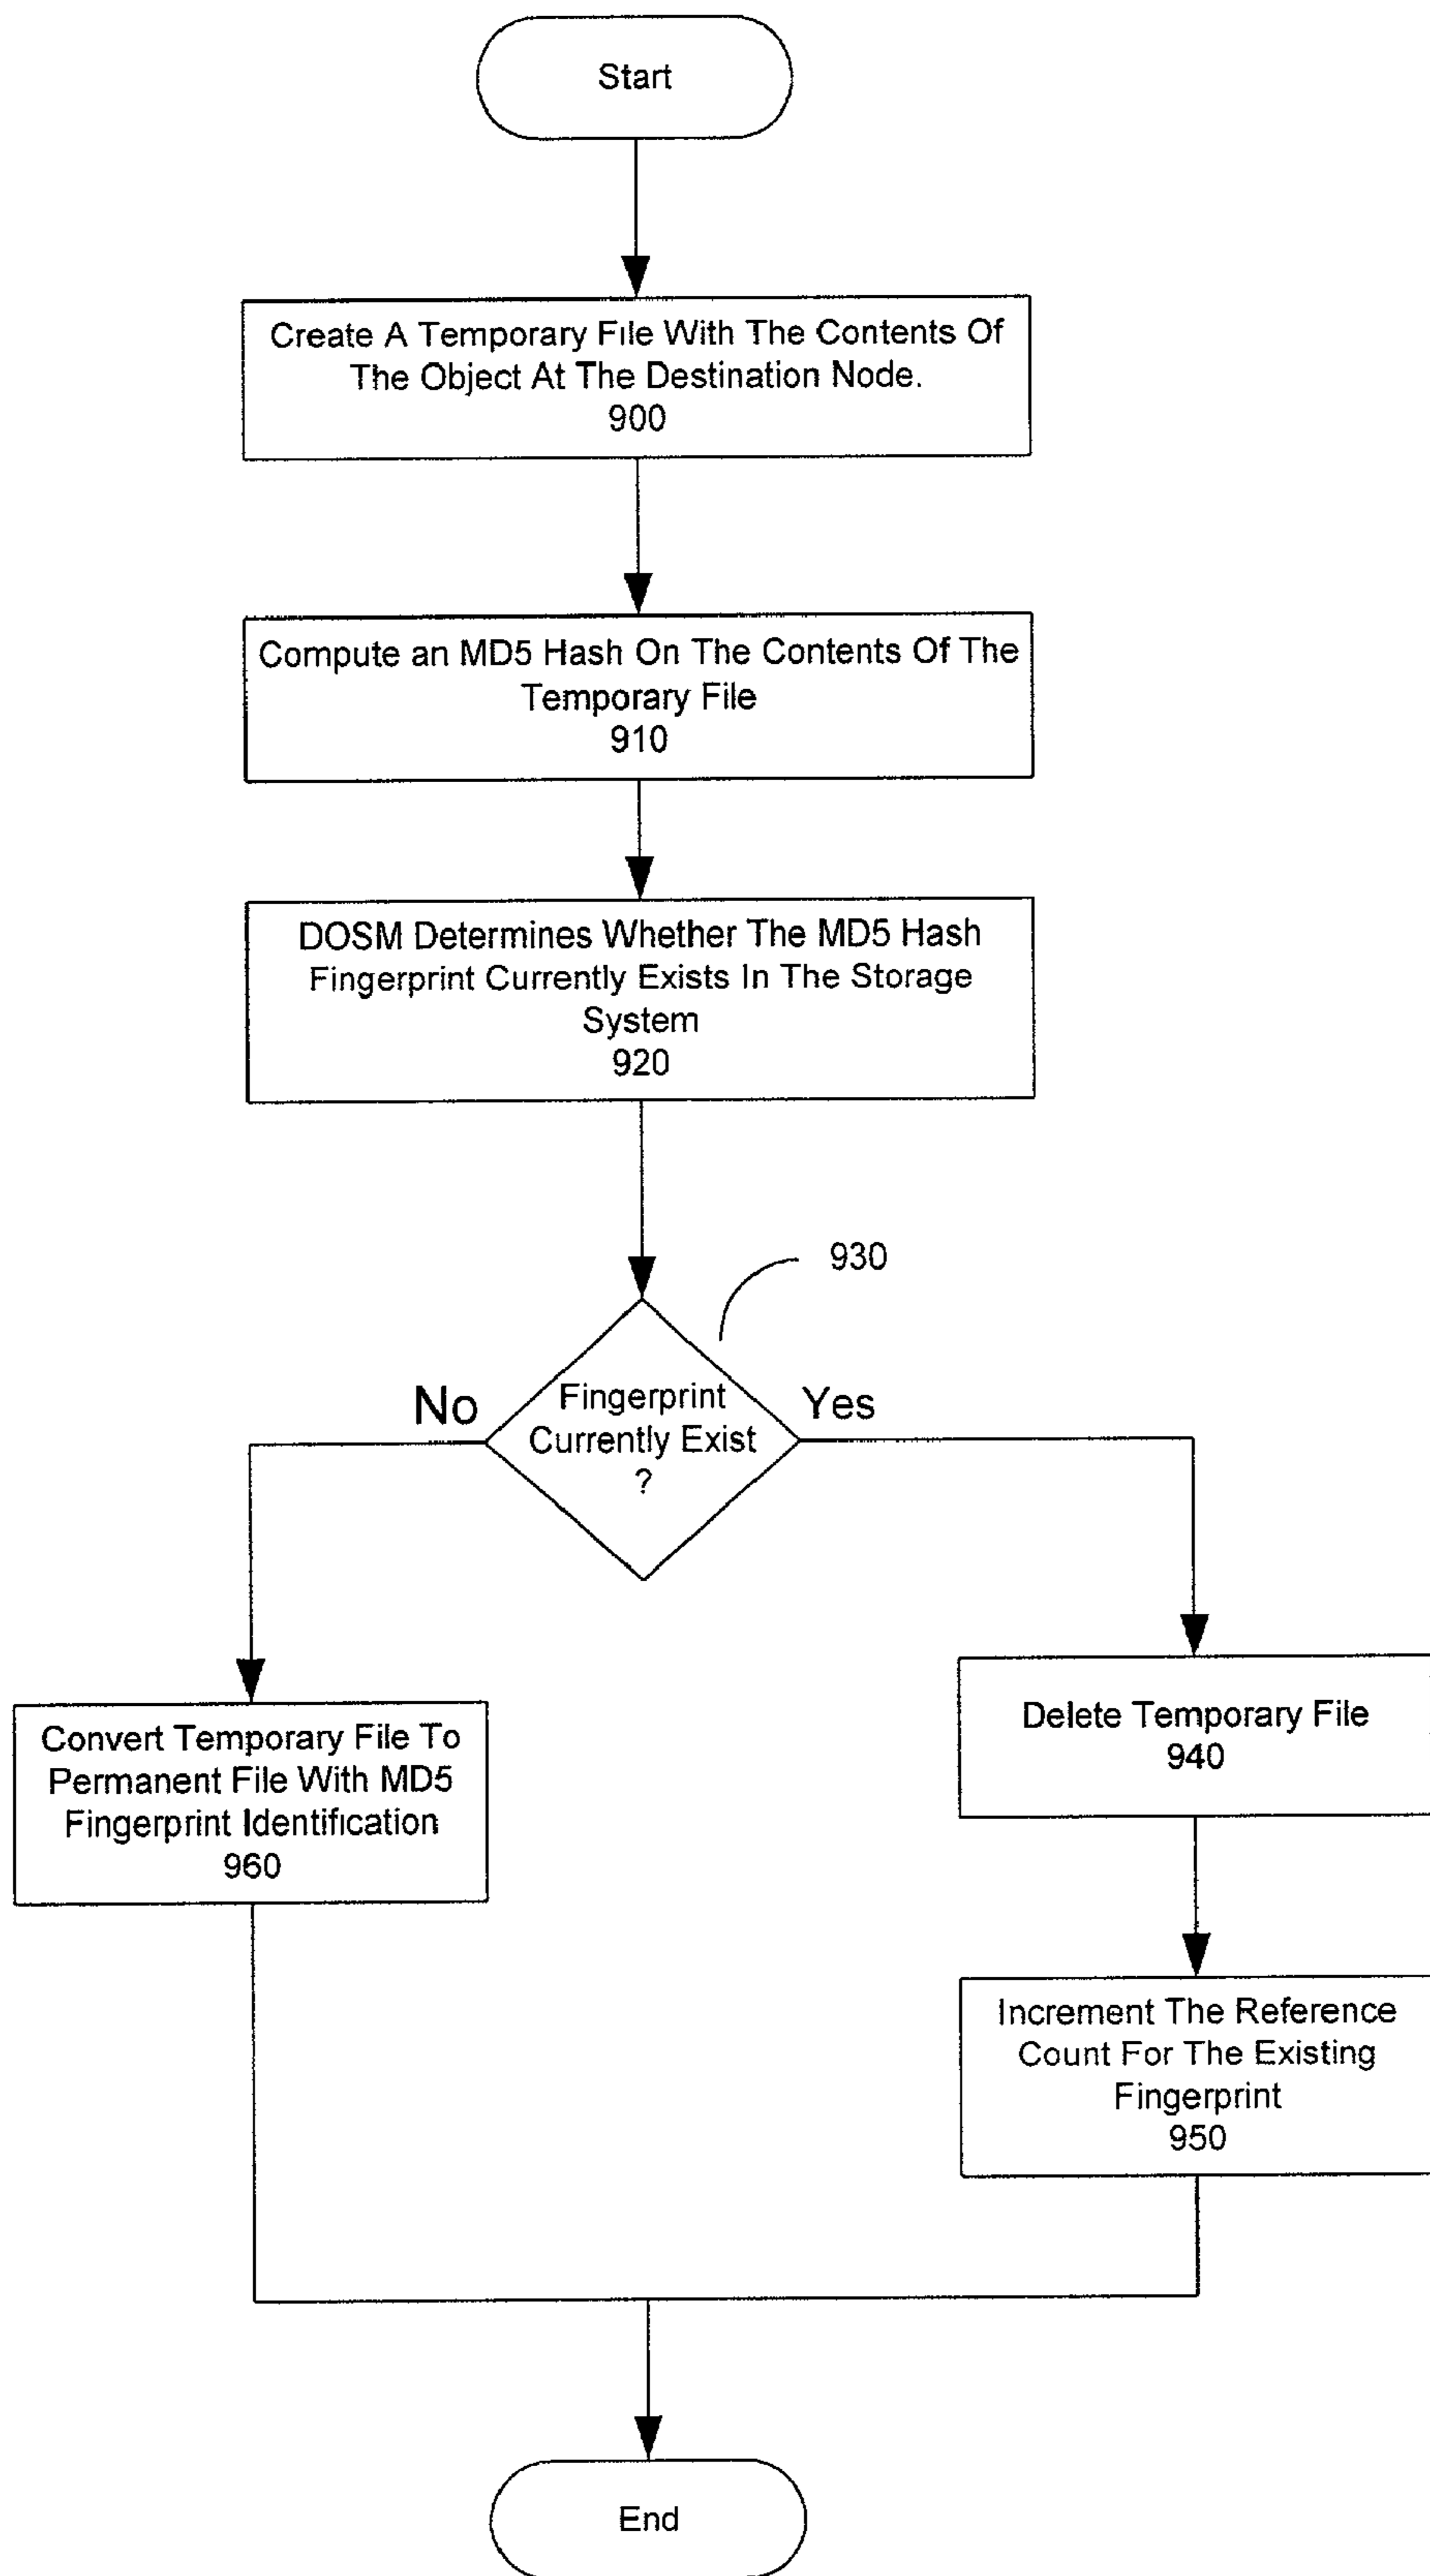 Start
Create A Temporary File With The Contents Of
The Object At The Destination Node.
900
Compute an MD5 Hash On The Contents Of The
Temporary File
910
DOSM Determines Whether The MD5 Hash
Fingerprint Currently Exists In The Storage
System
920
930
No
Yes
Fingerprint
Currently Exist
?
Convert Temporary File To
Permanent File With MD5
Fingerprint Identification
960
Delete Temporary File
940
Increment The Reference
Count For The Existing
Fingerprint
950
End